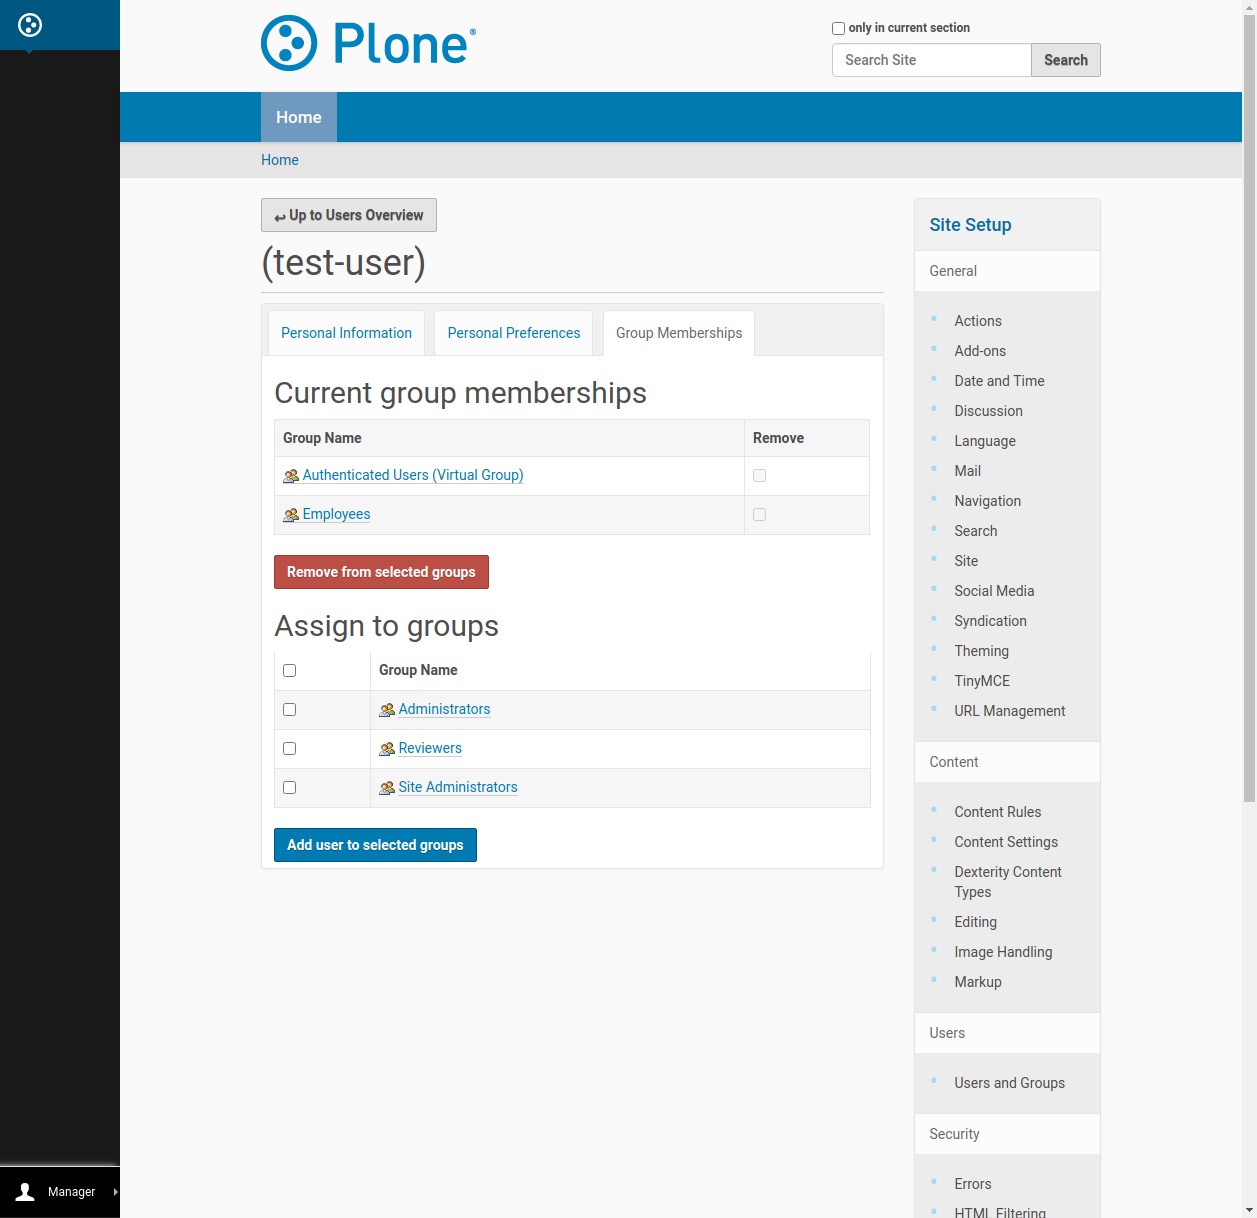 Plone®
only in current section
Search Site
Search
Home
Home
Up to Users Overview
(test-user)
Personal Information
Personal Preferences
Group Memberships
Current group memberships
Group Name
Remove
Authenticated Users (Virtual Group)
Employees
Remove from selected groups
Assign to groups
Group Name
Administrators
Reviewers
Site Administrators
Add user to selected groups
Site Setup
General
Actions
Add-ons
Date and Time
Discussion
Language
Mail
Navigation
Search
Site
Social Media
Syndication
Theming
TinyMCE
URL Management
Content
Content Rules
Content Settings
Dexterity Content
Types
Editing
Image Handling
Markup
Users
Users and Groups
Security
Errors
HTML Filtering
Manager